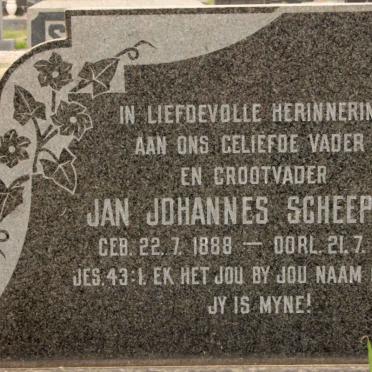 IN LIEFDEVOLLE HERINNERIN
AAN ONS GELIEFDE VADER
EN GROOTVADER
JAN JOHANNES SCHEEP
GEB. 22.7.1888 — OORL. 21.7.
JES. 43:1. EK HET JOU BY JOU NAAM
JY IS MYNE!